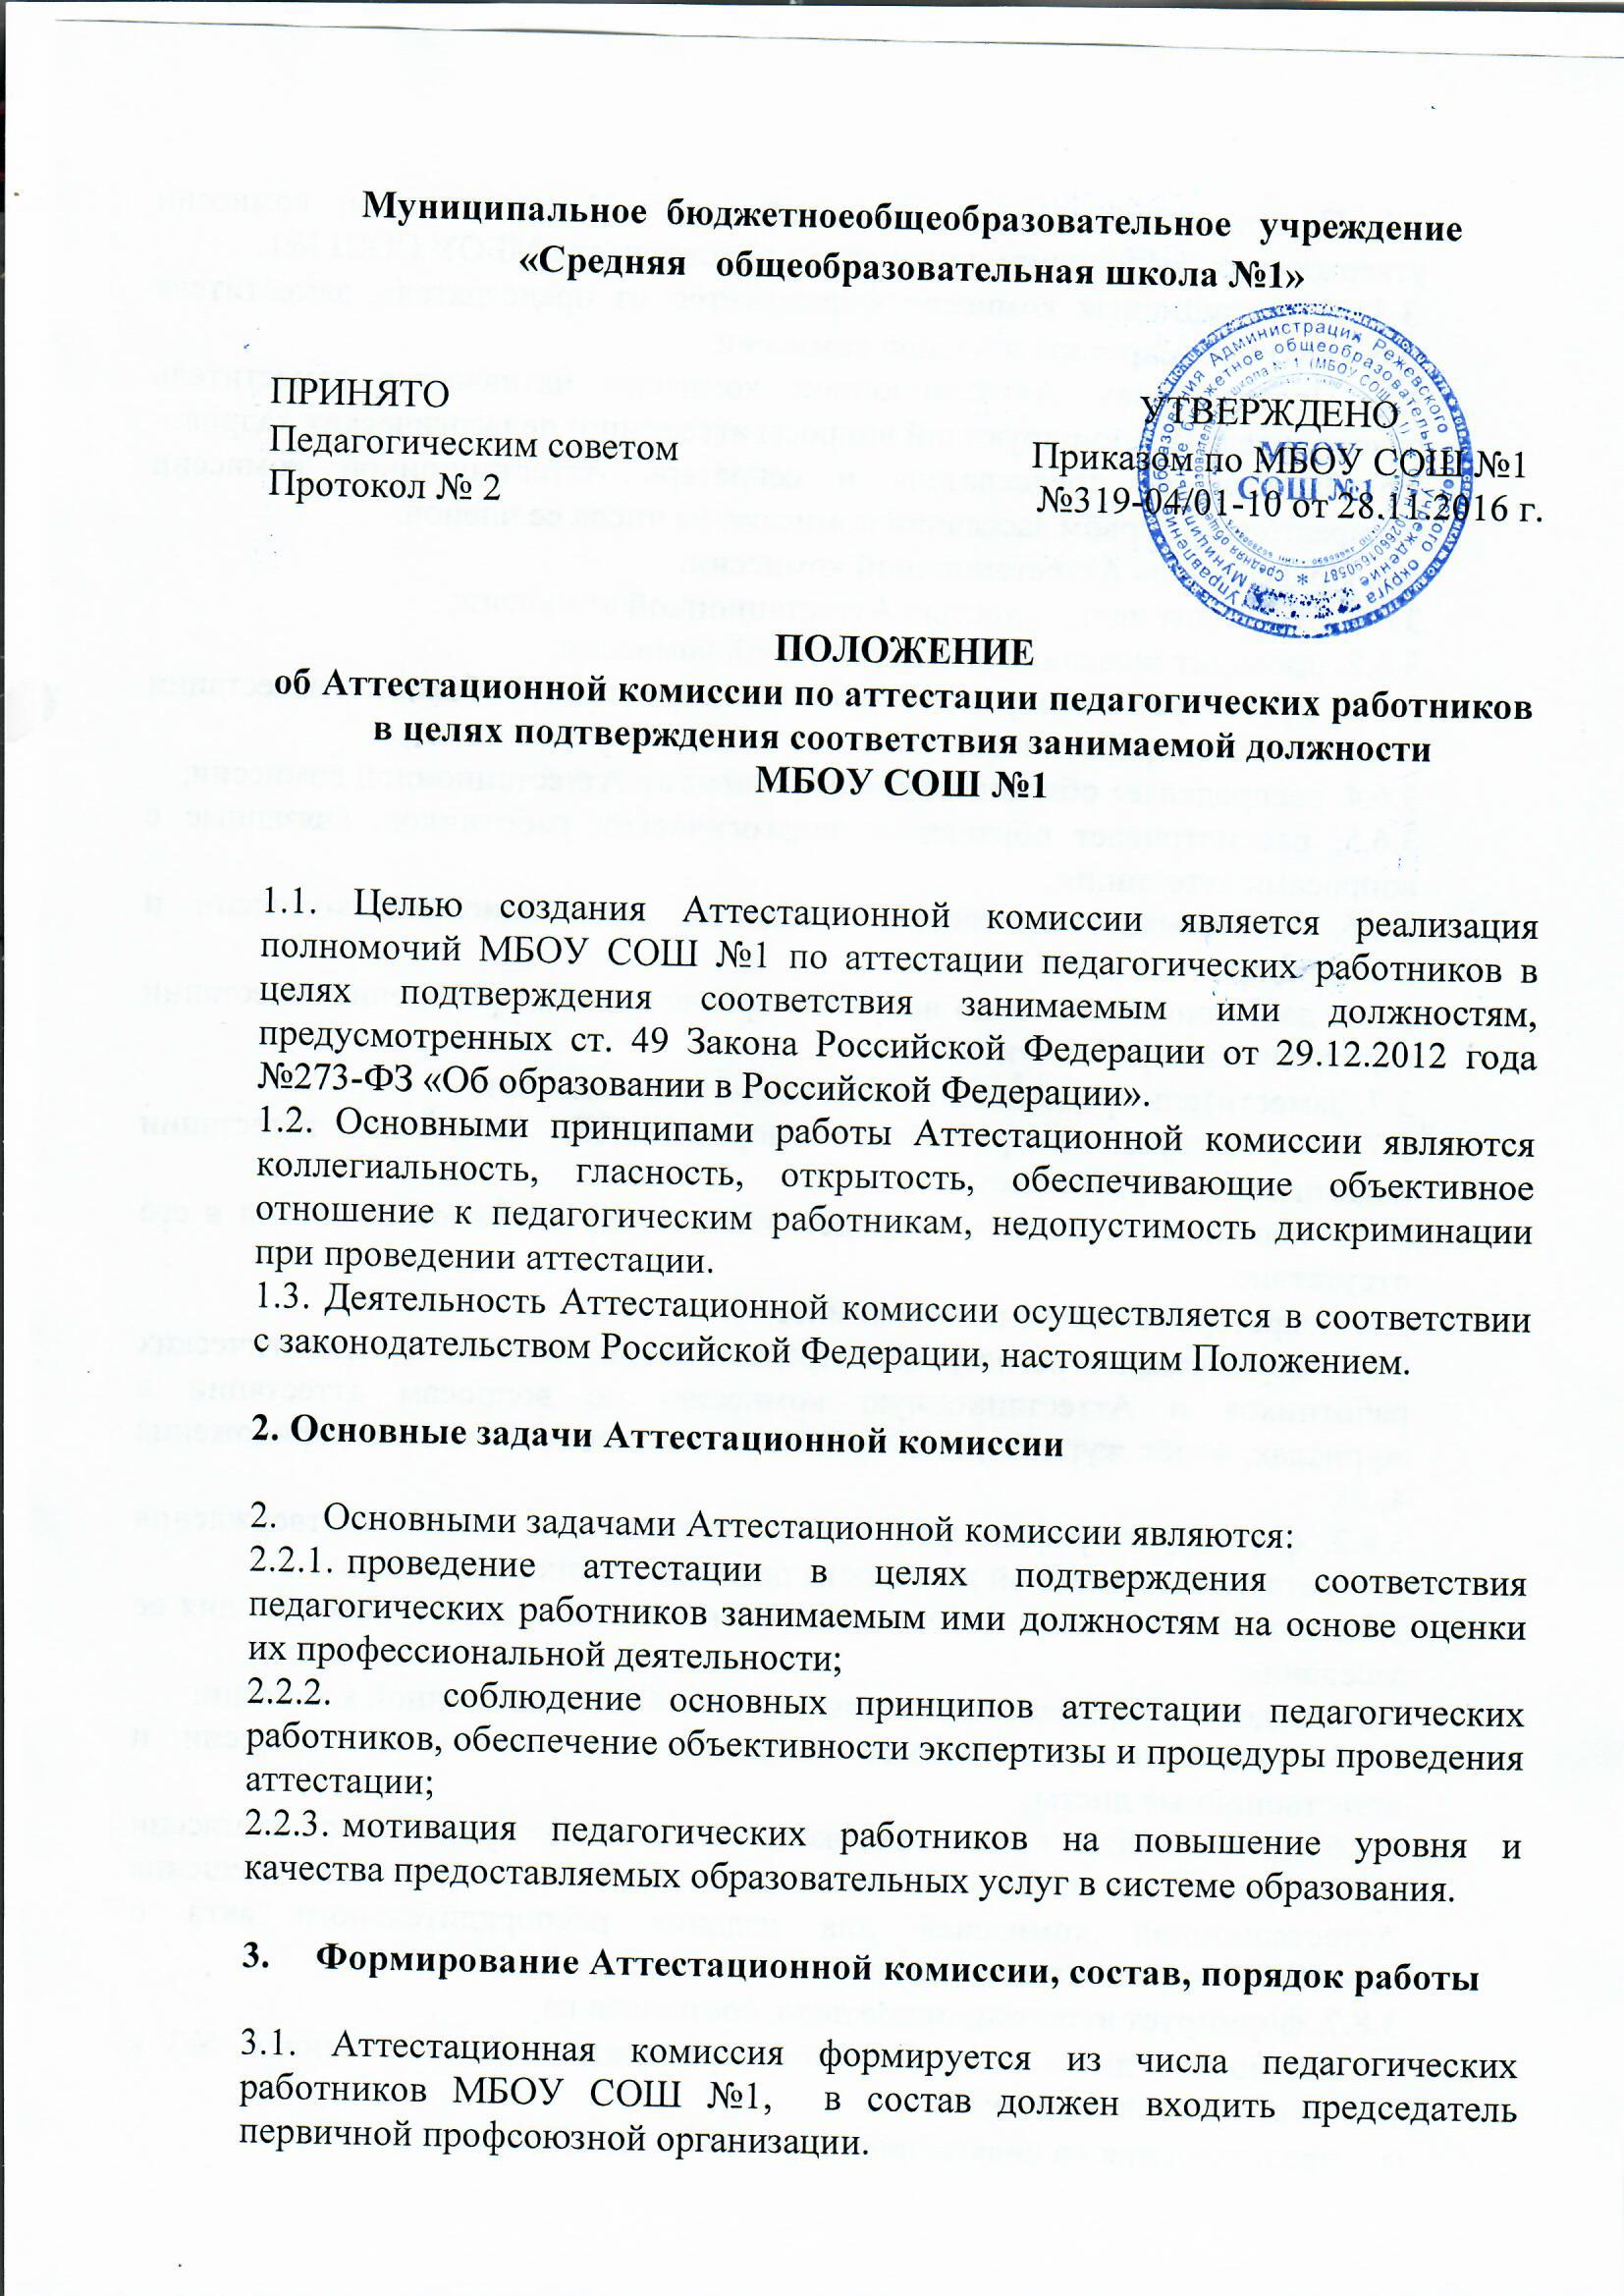 Муниципальное бюджетноеобщеобразовательное учреждение
«Средняя общеобразовательная школа №1»
ПРИНЯТО
Педагогическим советом
Протокол № 2
УТВЕРЖДЕНО
Приказом по МБОУ СОШ №1
№319-04/01-10 от 28.11.2016 г.
МБОУ
СОШ №1
ПОЛОЖЕНИЕ
об Аттестационной комиссии по аттестации педагогических работников
в целях подтверждения соответствия занимаемой должности
МБОУ СОШ №1
1.1. Целью создания Аттестационной комиссии является реализация
полномочий МБОУ СОШ №1 по аттестации педагогических работников в
целях подтверждения соответствия занимаемым ими должностям,
предусмотренных ст. 49 Закона Российской Федерации от 29.12.2012 года
№273-ФЗ «Об образовании в Российской Федерации».
1.2. Основными принципами работы Аттестационной комиссии являются
коллегиальность, гласность, открытость, обеспечивающие объективное
отношение к педагогическим работникам, недопустимость дискриминации
при проведении аттестации.
1.3. Деятельность Аттестационной комиссии осуществляется в соответствии
с законодательством Российской Федерации, настоящим Положением.
2. Основные задачи Аттестационной комиссии
2. Основными задачами Аттестационной комиссии являются:
2.2.1. проведение аттестации в целях подтверждения соответствия
педагогических работников занимаемым ими должностям на основе оценки
их профессиональной деятельности;
2.2.2. соблюдение основных принципов аттестации педагогических
работников, обеспечение объективности экспертизы и процедуры проведения
аттестации;
2.2.3. мотивация педагогических работников на повышение уровня и
качества предоставляемых образовательных услуг в системе образования.
3. Формирование Аттестационной комиссии, состав, порядок работы
3.1. Аттестационная комиссия формируется из числа педагогических
работников МБОУ СОШ №1, в состав должен входить председатель
первичной профсоюзной организации.